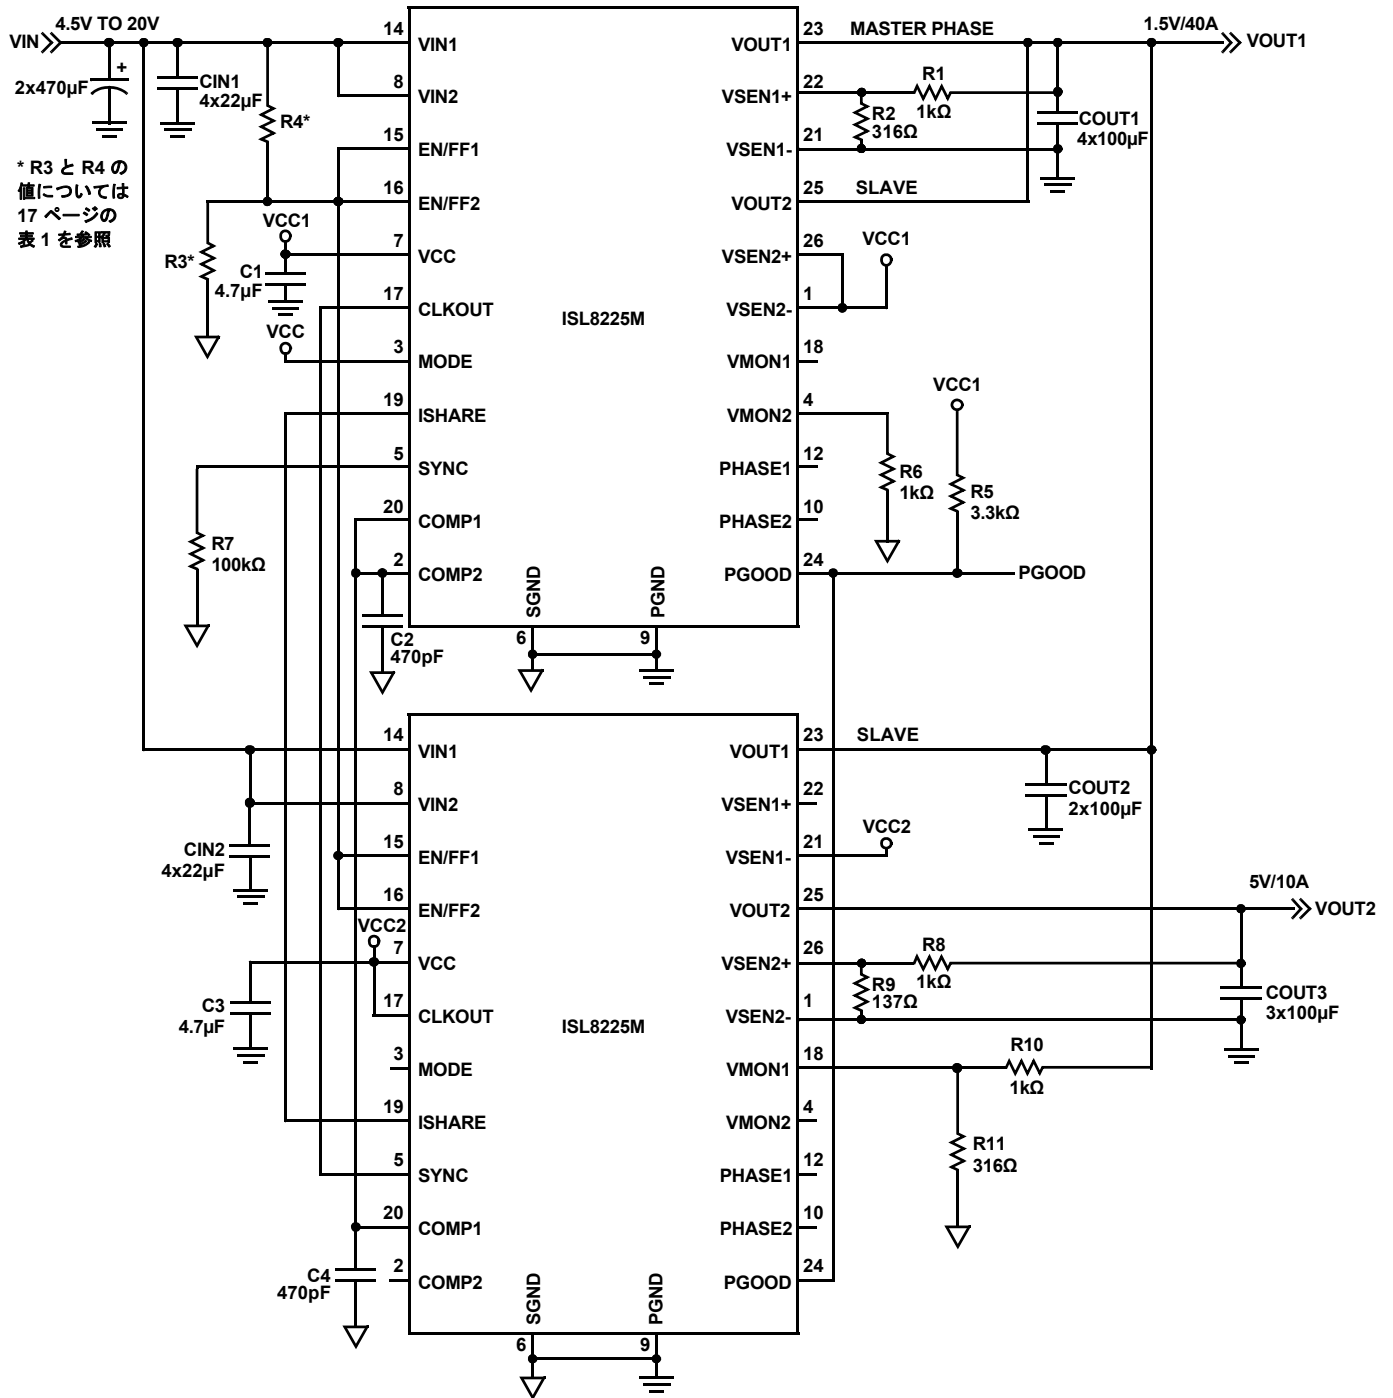 VIN
4.5V TO 20V
2x470µF
+
CIN1
4x22µF
R4*
* R3 と R4 の
値については
17 ページの
表 1 を参照
R3*
VCC1
C1
4.7µF
VCC
R7
100kΩ
C2
470pF
14 VIN1
8 VIN2
15 EN/FF1
16 EN/FF2
7 VCC
17 CLKOUT
3 MODE
19 ISHARE
5 SYNC
20 COMP1
2 COMP2
ISL8225M
SGND
6
PGND
9
VOUT1 23 MASTER PHASE
VSEN1+ 22
VSEN1- 21
VOUT2 25 SLAVE
VSEN2+ 26
VSEN2- 1
VMON1 18
VMON2 4
PHASE1 12
PHASE2 10
PGOOD 24
1.5V/40A
VOUT1
R1
1kΩ
R2
316Ω
COUT1
4x100µF
VCC1
VCC1
R6
1kΩ
R5
3.3kΩ
PGOOD
CIN2
4x22µF
VCC2
C3
4.7µF
C4
470pF
14 VIN1
8 VIN2
15 EN/FF1
16 EN/FF2
7 VCC
17 CLKOUT
3 MODE
19 ISHARE
5 SYNC
20 COMP1
2 COMP2
ISL8225M
SGND
6
PGND
9
VOUT1 23 SLAVE
VSEN1+ 22
VSEN1- 21
VOUT2 25
VSEN2+ 26
VSEN2- 1
VMON1 18
VMON2 4
PHASE1 12
PHASE2 10
PGOOD 24
COUT2
2x100µF
VCC2
5V/10A
VOUT2
R8
1kΩ
R9
137Ω
COUT3
3x100µF
R10
1kΩ
R11
316Ω